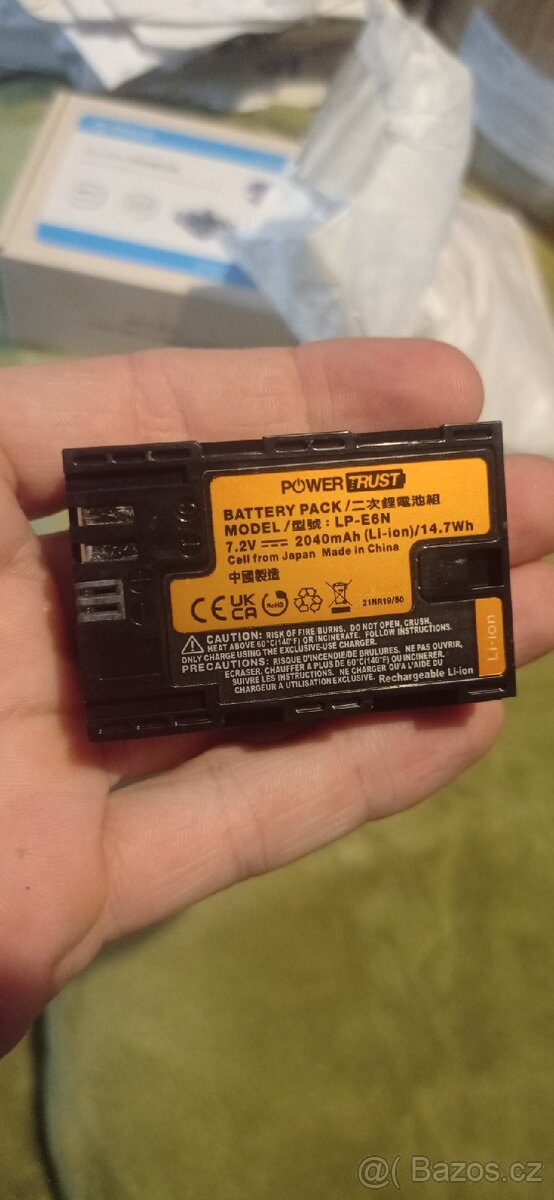 POWER TRUST
BATTERY PACK/二次鋰電池組
MODEL/型號: LP-E6N
7.2V 2040mAh (Li-ion)/14.7Wh
Cell from Japan Made in China
中國製造
CE UK CA RoHS 2INR19/50
CAUTION: RISK OF FIRE BURNS. DO NOT OPEN, CRUSH,
HEAT ABOVE 60°C(140°F) OR INCINERATE. FOLLOW INSTRUCTIONS.
ONLY CHARGE USING THE EXCLUSIVE-USE CHARGER.
PRECAUTIONS: RISQUE D'INCENDIE/DE BRULURES. NE PAS OUVRIR,
ECRASER, CHAUFFER A PLUS DE 60°C(140°F) OU INCINERER.
SUIVRE LES INSTRUCTIONS. NE CHARGER QU'A L'AIDU DU
CHARGEUR A UTILISATION EXCLUSIVE. Rechargeable Li-ion
Li-ion
@( Bazos.cz